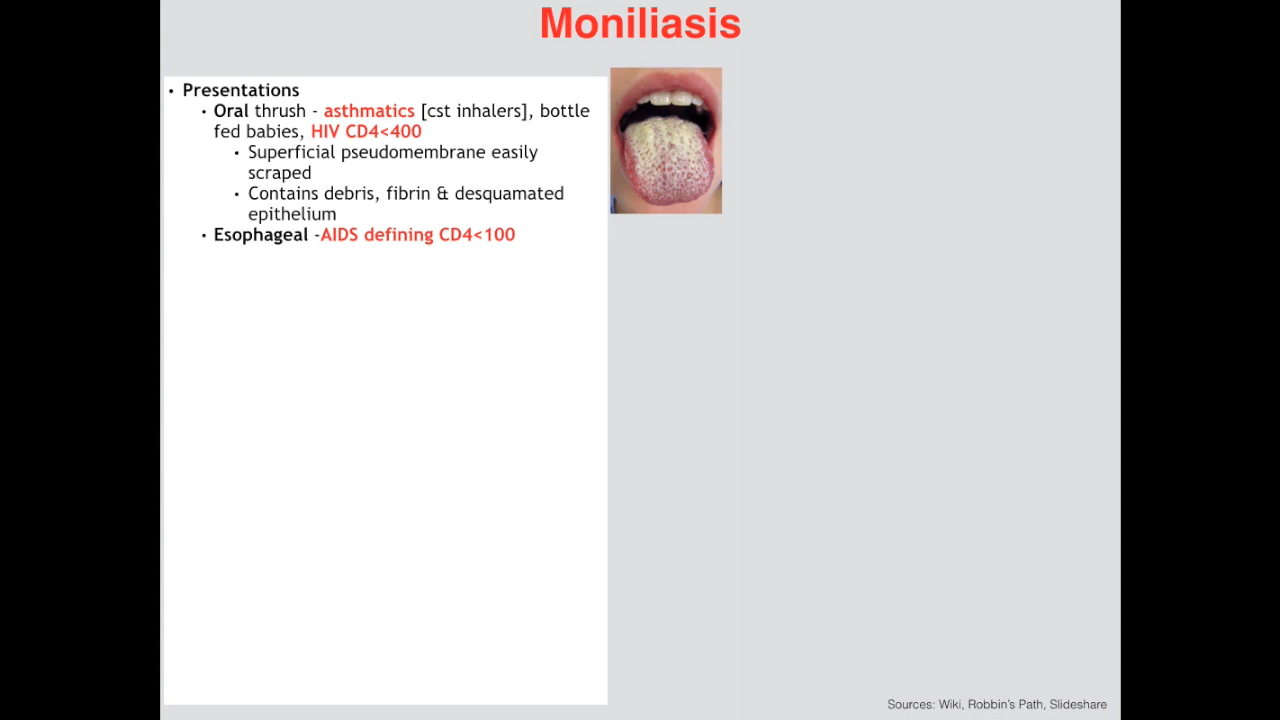 Moniliasis
• Presentations
• Oral thrush - asthmatics [cst inhalers], bottle
fed babies, HIV CD4<400
• Superficial pseudomembrane easily
scraped
• Contains debris, fibrin & desquamated
epithelium
• Esophageal -AIDS defining CD4<100
Sources: Wiki, Robbin's Path, Slideshare